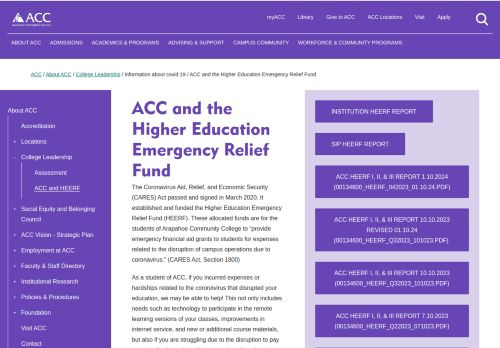 ACC
myACC
Library
Give to ACC
ACC Locations
Visit
Apply
ABOUT ACC
ADMISSIONS
ACADEMICS & PROGRAMS
ADVISING & SUPPORT
CAMPUS COMMUNITY
WORKFORCE & COMMUNITY PROGRAMS
ACC / About ACC / College Leadership / information about covid 19 / ACC and the Higher Education Emergency Relief Fund
About ACC
Accreditation
+ Locations
- College Leadership
Assessment
ACC and HEERF
+ Social Equity and Belonging
Council
+ ACC Vision - Strategic Plan
+ Employment at ACC
+ Faculty & Staff Directory
+ Institutional Research
+ Policies & Procedures
+ Foundation
Visit ACC
Contact
ACC and the
Higher Education
Emergency Relief
Fund
The Coronavirus Aid, Relief, and Economic Security
(CARES) Act passed and signed in March 2020. It
established and funded the Higher Education Emergency
Relief Fund (HEERF). These allocated funds are for the
students of Arapahoe Community College to “provide
emergency financial aid grants to students for expenses
related to the disruption of campus operations due to
coronavirus.” (CARES Act, Section 1800)
As a student of ACC, if you incurred expenses or
hardships related to the coronavirus that disrupted your
education, we may be able to help! This not only includes
needs such as technology to participate in the remote
learning versions of your classes, improvements in
internet service, and new or additional course materials,
but also if you are struggling due to the disruption to pay
INSTITUTION HEERF REPORT
SIP HEERF REPORT
ACC HEERF I, II, & III REPORT 1.10.2024
(00134600_HEERF_042023_01.10.24.PDF)
ACC HEERF I, II, & III REPORT 10.10.2023
REVISED 01.10.24
(00134600_HEERF_Q32023_101023.PDF)
ACC HEERF I, II, & III REPORT 10.10.2023
(00134600_HEERF_Q32023_101023.PDF)
ACC HEERF I, II, & III REPORT 7.10.2023
(00134600_HEERF_Q22023_071023.PDF)